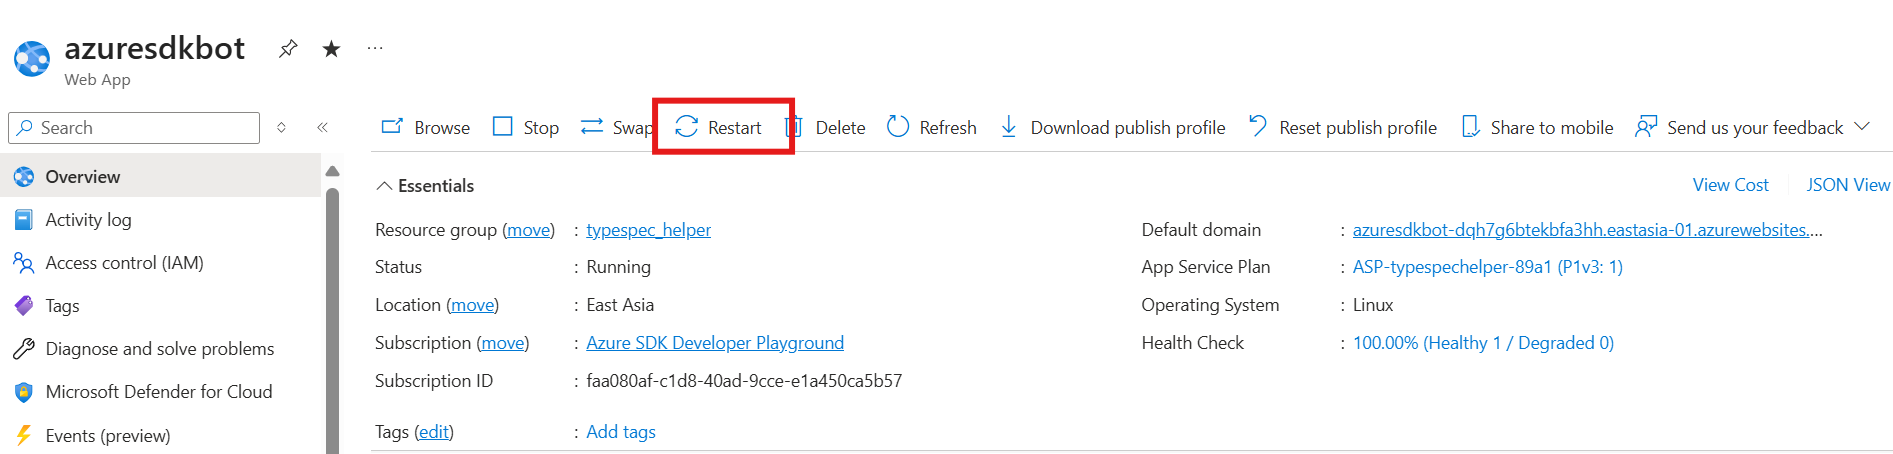 azuresdkbot
Web App
Search
Browse Stop Swap Restart Delete Refresh Download publish profile Reset publish profile Share to mobile Send us your feedback
Overview
Activity log
Access control (IAM)
Tags
Diagnose and solve problems
Microsoft Defender for Cloud
Events (preview)
Essentials
View Cost JSON View
Resource group (move) : typespec_helper
Status : Running
Location (move) : East Asia
Subscription (move) : Azure SDK Developer Playground
Subscription ID : faa080af-c1d8-40ad-9cce-e1a450ca5b57
Tags (edit) : Add tags
Default domain : azuresdkbot-dqh7g6btekbfa3hh.eastasia-01.azurewebsites....
App Service Plan : ASP-typespechelper-89a1 (P1v3: 1)
Operating System : Linux
Health Check : 100.00% (Healthy 1 / Degraded 0)